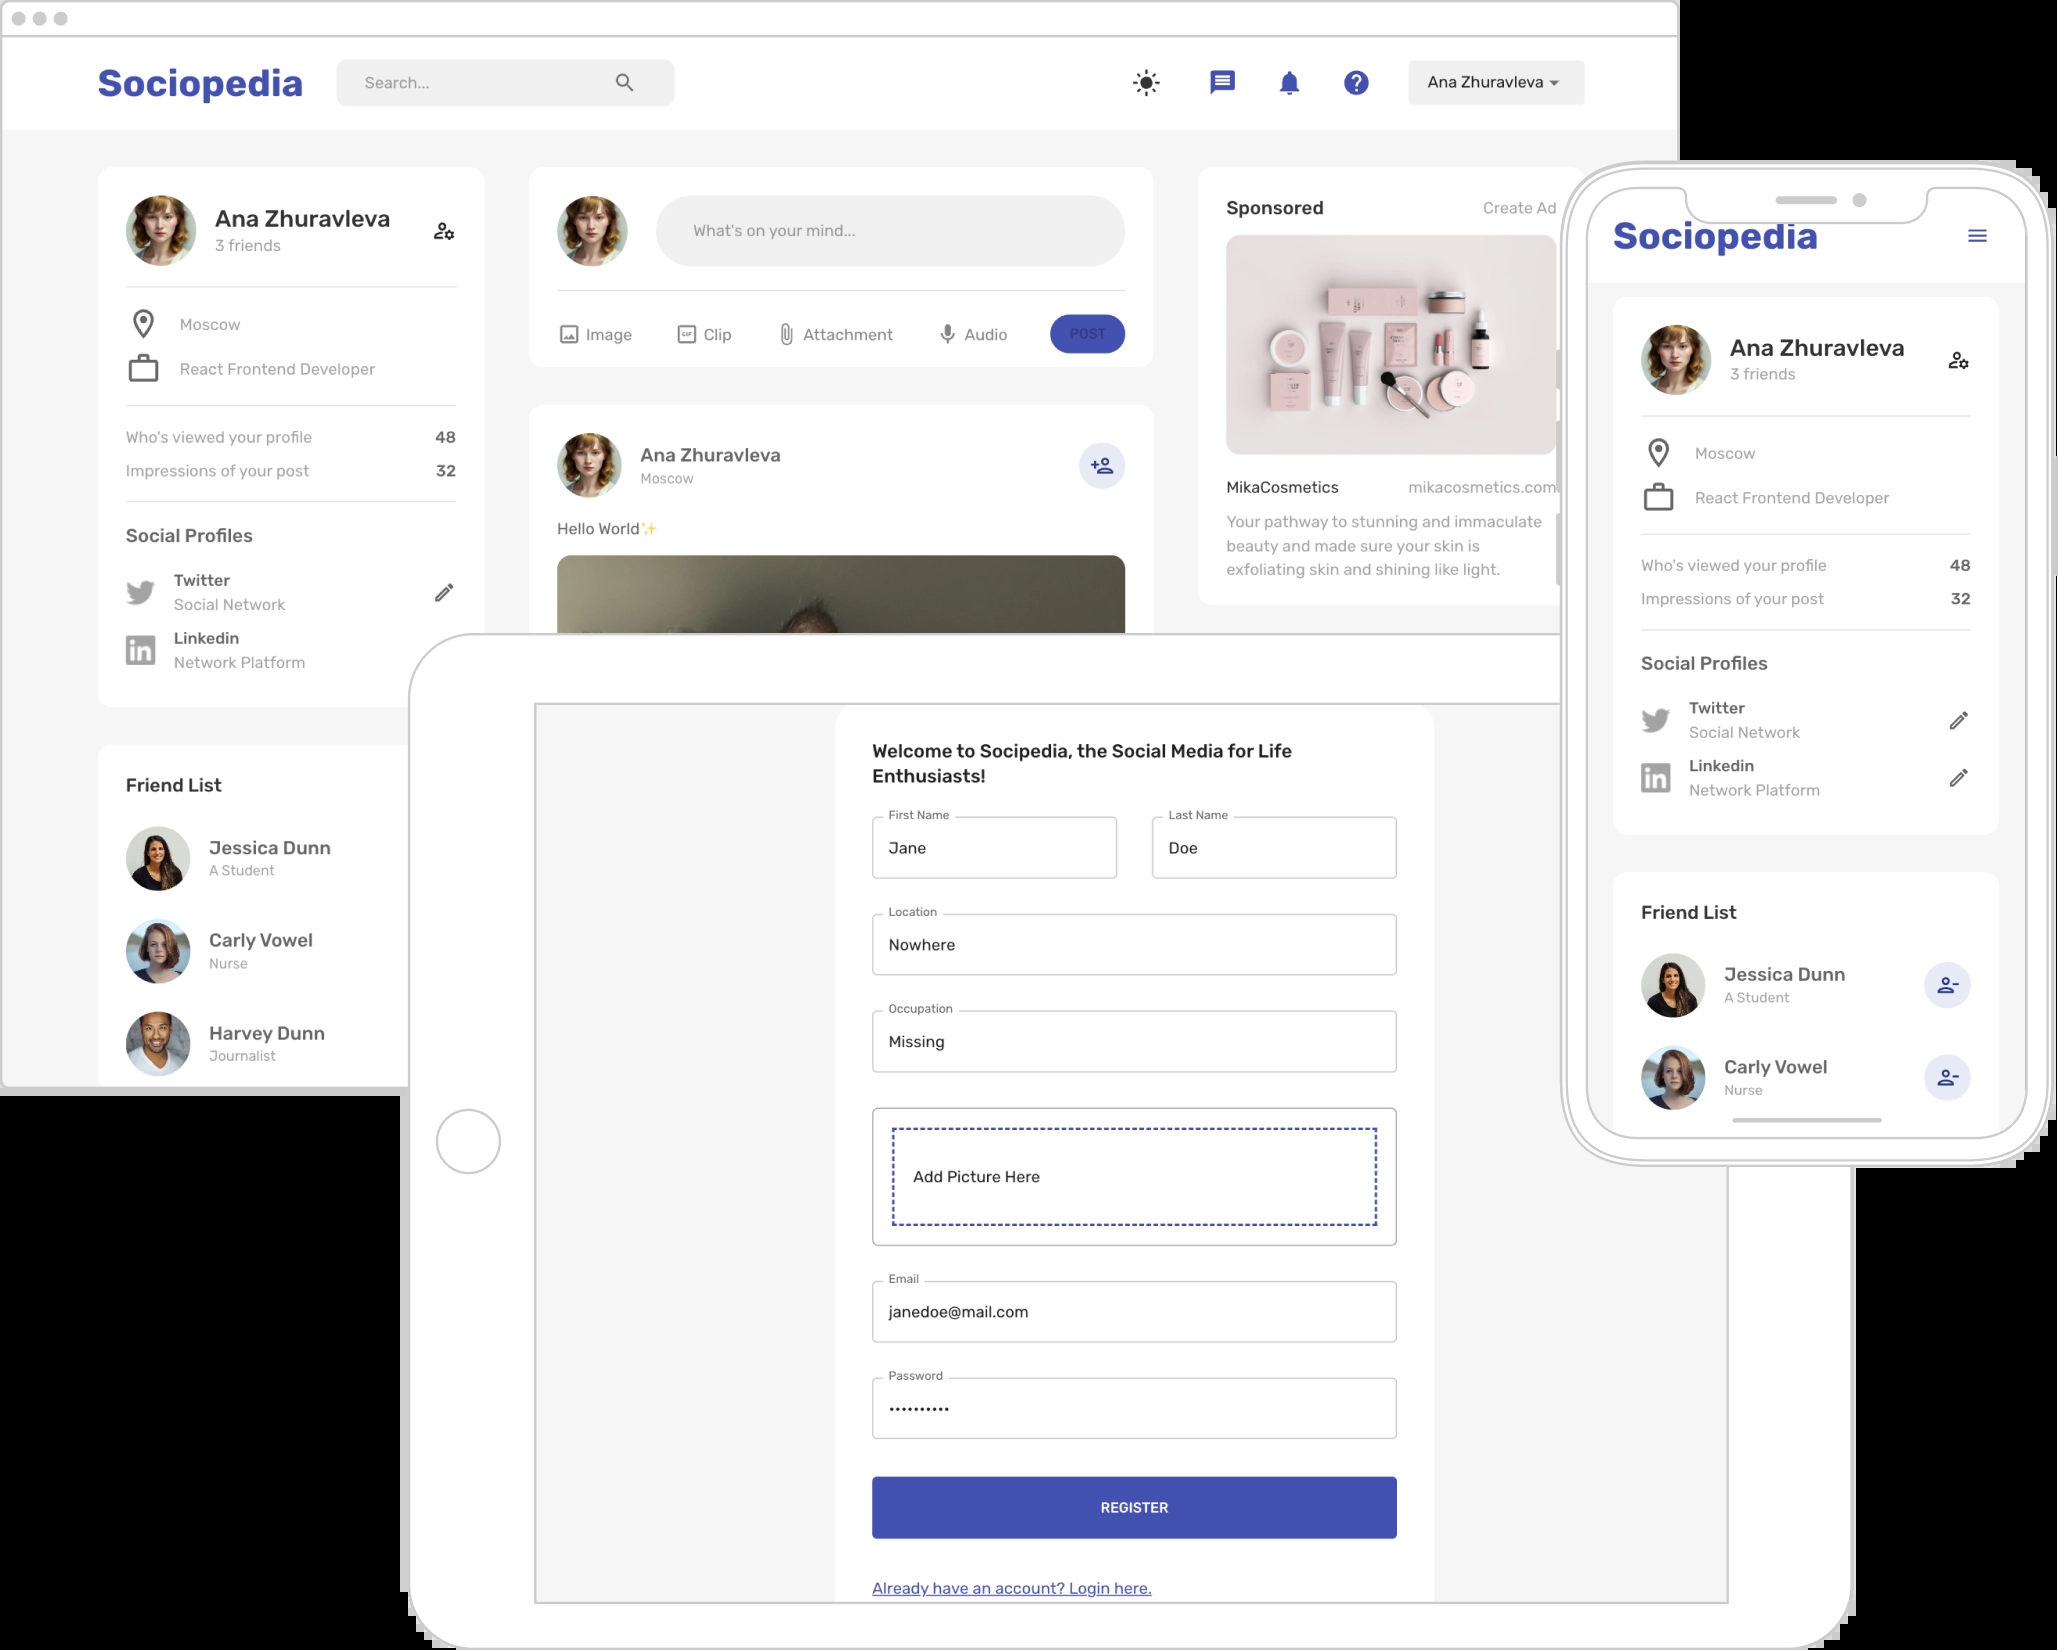 Sociopedia
Search...
Ana Zhuravleva
Ana Zhuravleva
3 friends
Moscow
React Frontend Developer
Who's viewed your profile 48
Impressions of your post 32
Social Profiles
Twitter
Social Network
Linkedin
Network Platform
Friend List
Jessica Dunn
A Student
Carly Vowel
Nurse
Harvey Dunn
Journalist
What's on your mind...
Image
GIF Clip
Attachment
Audio
POST
Ana Zhuravleva
Moscow
Hello World✨
Sponsored Create Ad
MikaCosmetics mikacosmetics.com
Your pathway to stunning and immaculate
beauty and made sure your skin is
exfoliating skin and shining like light.
Welcome to Socipedia, the Social Media for Life
Enthusiasts!
First Name
Jane
Last Name
Doe
Location
Nowhere
Occupation
Missing
Add Picture Here
Email
janedoe@mail.com
Password
••••••••••
REGISTER
Already have an account? Login here.
Sociopedia
Ana Zhuravleva
3 friends
Moscow
React Frontend Developer
Who's viewed your profile 48
Impressions of your post 32
Social Profiles
Twitter
Social Network
Linkedin
Network Platform
Friend List
Jessica Dunn
A Student
Carly Vowel
Nurse